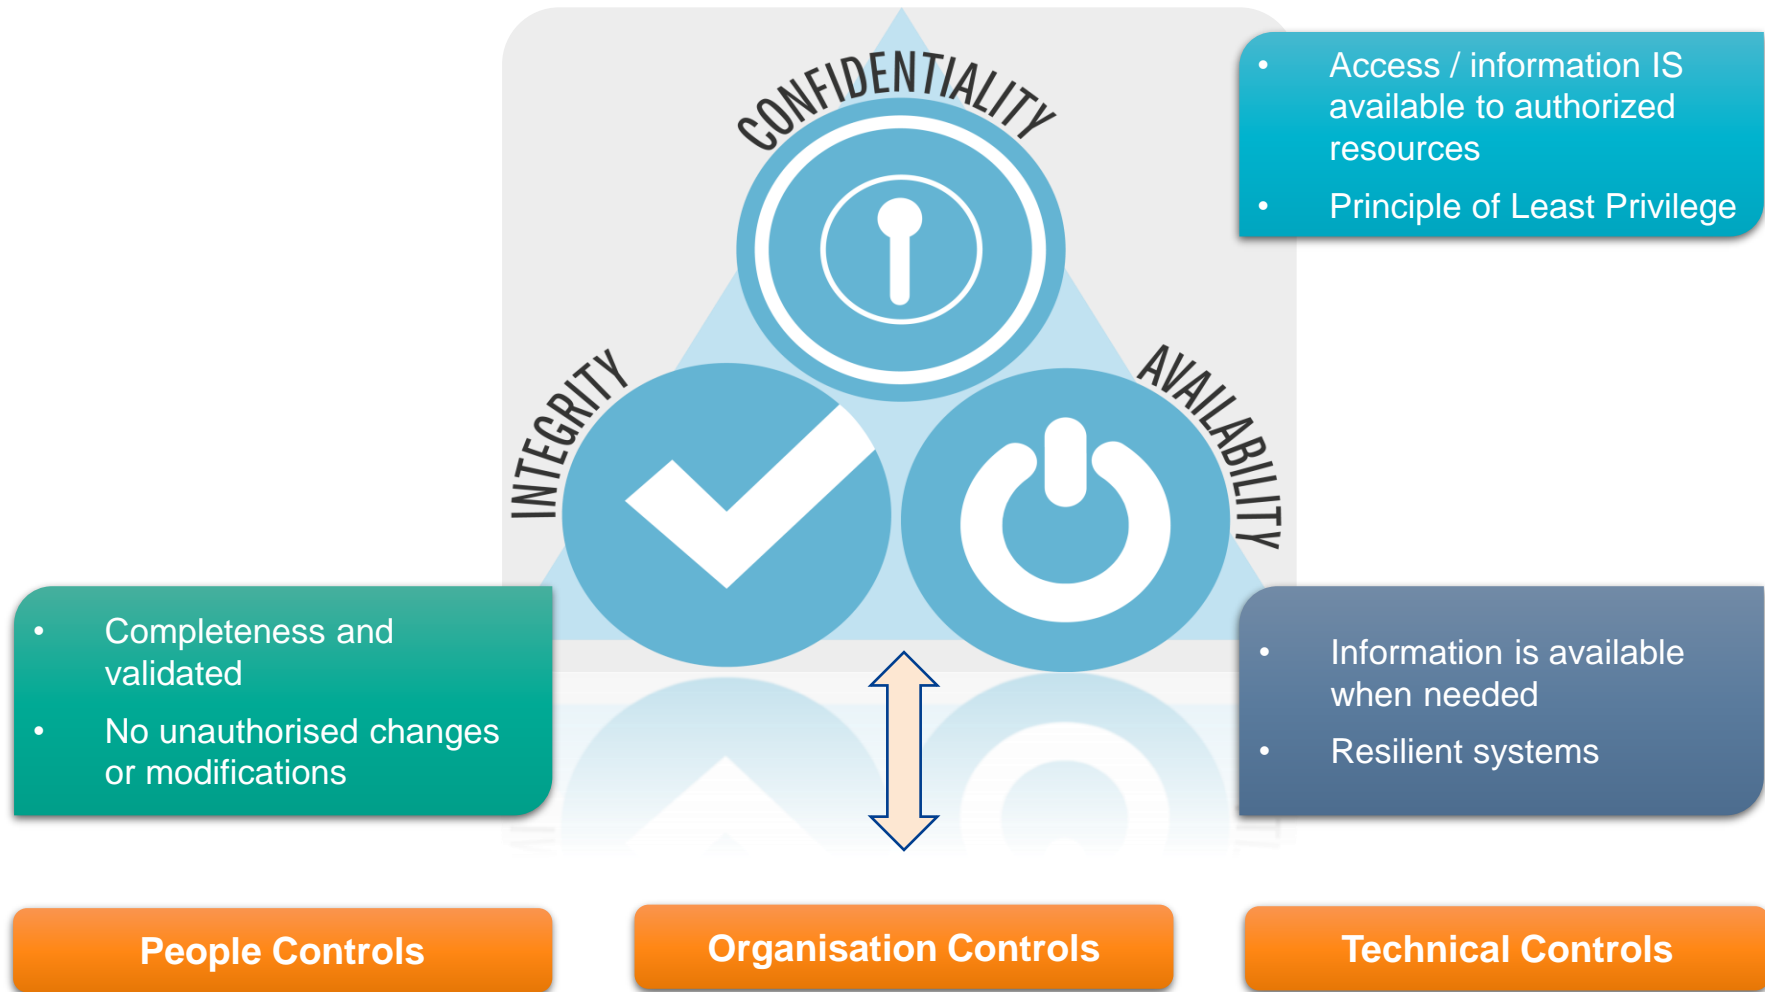 CONFIDENTIALITY
• Access / information IS
available to authorized
resources
• Principle of Least Privilege
INTEGRITY
AVAILABILITY
• Completeness and
validated
• No unauthorised changes
or modifications
• Information is available
when needed
• Resilient systems
People Controls
Organisation Controls
Technical Controls